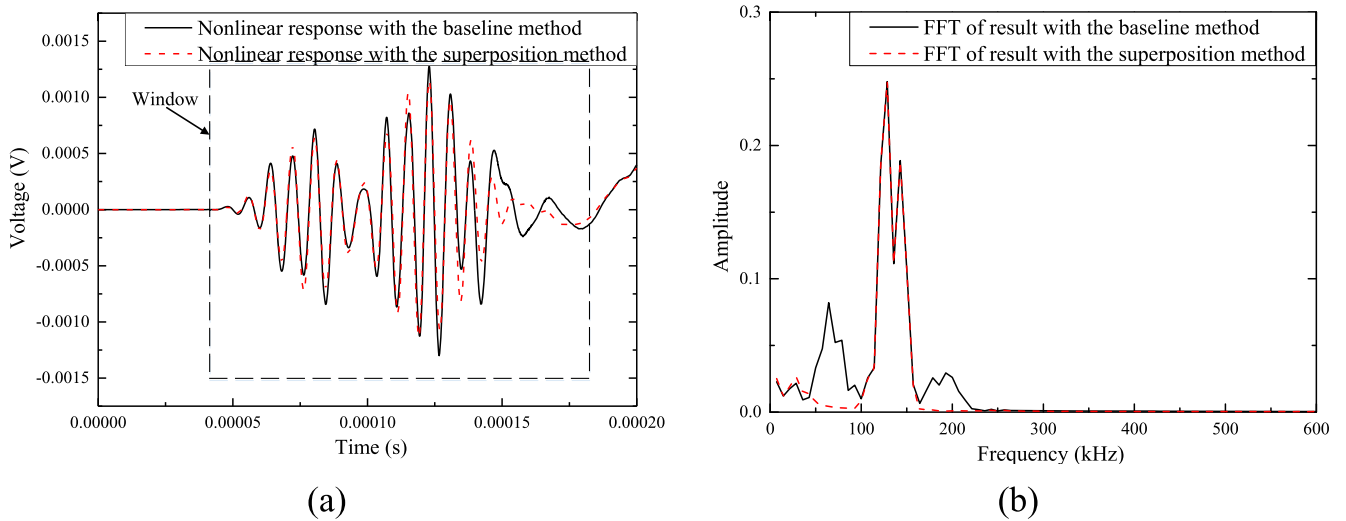 Nonlinear response with the baseline method
Nonlinear response with the superposition method
Window
0.0015
0.0010
0.0005
0.0000
-0.0005
-0.0010
-0.0015
Voltage (V)
0.00000
0.00005
0.00010
0.00015
0.00020
Time (s)
(a)
FFT of result with the baseline method
FFT of result with the superposition method
0.3
0.2
0.1
0.0
Amplitude
0
100
200
300
400
500
600
Frequency (kHz)
(b)